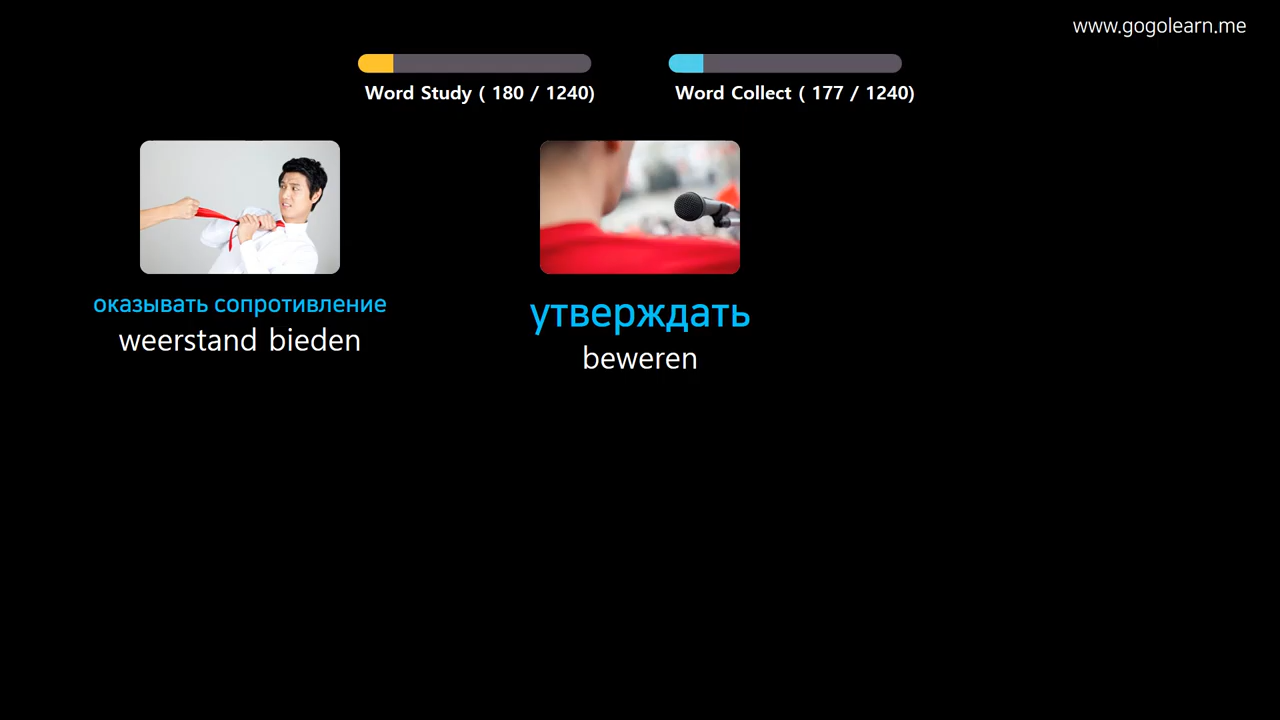 www.gogolearn.me
Word Study ( 180 / 1240)
Word Collect ( 177 / 1240)
оказывать сопротивление
weerstand bieden
утверждать
beweren